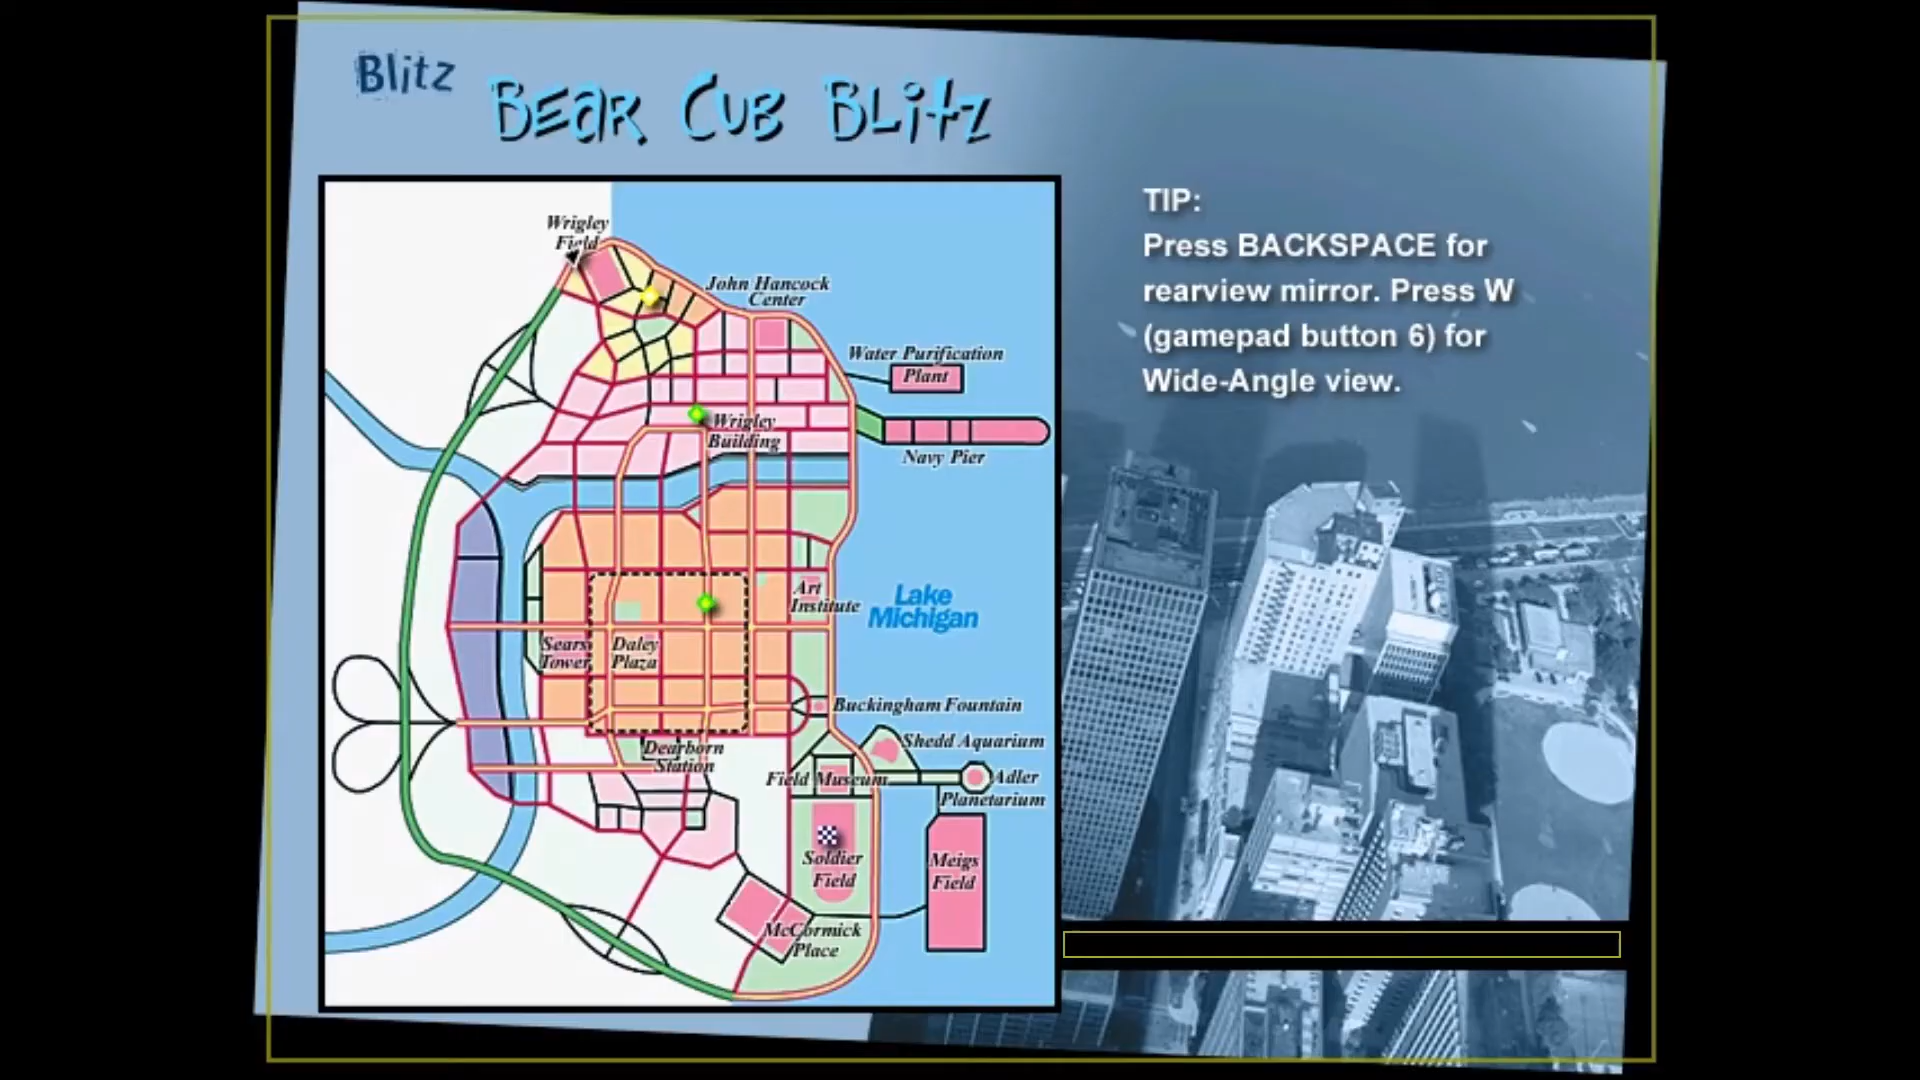 Blitz
Bear Cub Blitz
Wrigley
Field
John Hancock
Center
Water Purification
Plant
Wrigley
Building
Navy Pier
Art
Institute
Lake
Michigan
Sears
Tower
Daley
Plaza
Buckingham Fountain
Shedd Aquarium
Dearborn
Station
Field Museum
Adler
Planetarium
Soldier
Field
Meigs
Field
McCormick
Place
TIP:
Press BACKSPACE for
rearview mirror. Press W
(gamepad button 6) for
Wide-Angle view.